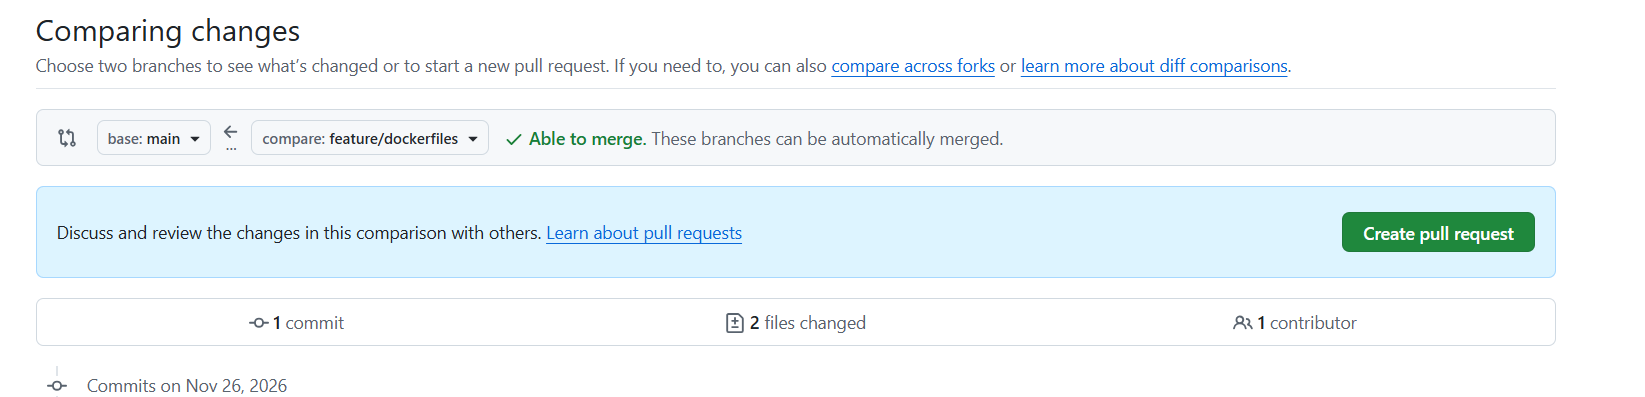 Comparing changes
Choose two branches to see what's changed or to start a new pull request. If you need to, you can also compare across forks or learn more about diff comparisons.
base: main ... compare: feature/dockerfiles Able to merge. These branches can be automatically merged.
Discuss and review the changes in this comparison with others. Learn about pull requests Create pull request
1 commit 2 files changed 1 contributor
Commits on Nov 26, 2026